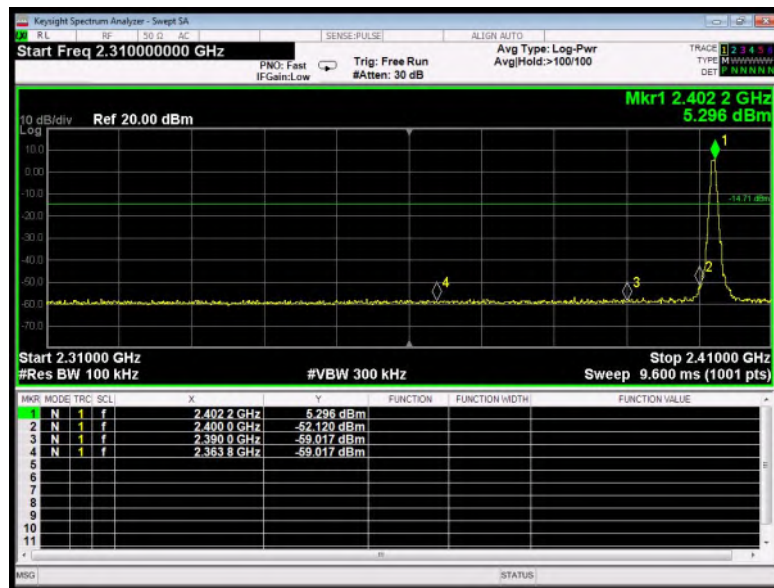 Keysight Spectrum Analyzer - Swept SA
RL RF 50 Ω AC SENSE:PULSE ALIGN AUTO
Start Freq 2.310000000 GHz
PNO: Fast
IFGain:Low
Trig: Free Run
#Atten: 30 dB
Avg Type: Log-Pwr
Avg|Hold:>100/100
TRACE 1 2 3 4 5 6
TYPE MWWWWW
DET P N N N N N
Mkr1 2.402 2 GHz
5.296 dBm
10 dB/div
Log
Ref 20.00 dBm
10.0
0.00
-10.0
-20.0
-30.0
-40.0
-50.0
-60.0
-70.0
1
-14.71 dBm
2
3
4
Start 2.31000 GHz
Stop 2.41000 GHz
#Res BW 100 kHz
#VBW 300 kHz
Sweep 9.600 ms (1001 pts)
MKR MODE TRC SCL X Y FUNCTION FUNCTION WIDTH FUNCTION VALUE
1 N 1 f 2.402 2 GHz 5.296 dBm
2 N 1 f 2.400 0 GHz -52.120 dBm
3 N 1 f 2.390 0 GHz -59.017 dBm
4 N 1 f 2.363 8 GHz -59.017 dBm
5
6
7
8
9
10
11
MSG STATUS